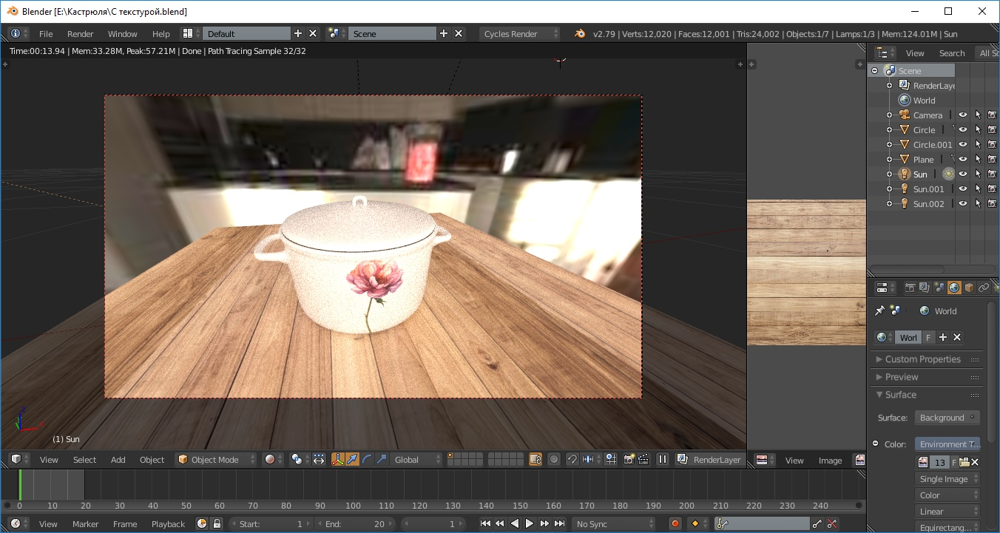 Blender [E:\Кастрюля\С текстурой.blend]
File Render Window Help Default Scene Cycles Render v2.79 | Verts:12,020 | Faces:12,001 | Tris:24,002 | Objects:1/7 | Lamps:1/3 | Mem:124.01M | Sun
Time:00:13.94 | Mem:33.28M, Peak:57.21M | Done | Path Tracing Sample 32/32
View Search All Sc
Scene
RenderLaye
World
Camera
Circle
Circle.001
Plane
Sun
Sun.001
Sun.002
World
Worl F
Custom Properties
Preview
Surface
Surface: Background
Color: Environment T...
13 F
Single Image
Color
Linear
Equirectang...
(1) Sun
View Select Add Object Object Mode Global RenderLayer
View Image
0 10 20 30 40 50 60 70 80 90 100 110 120 130 140 150 160 170 180 190 200 210 220 230 240
View Marker Frame Playback Start: 1 End: 20 1 No Sync